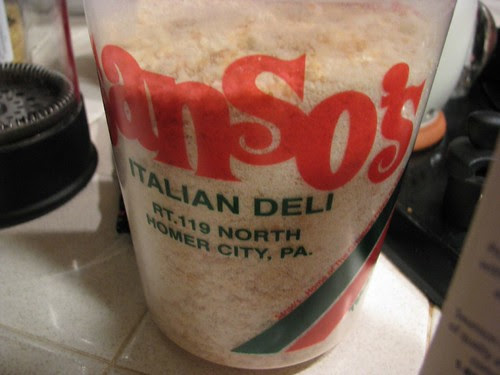 anso's
ITALIAN DELI
RT.119 NORTH
HOMER CITY, PA.